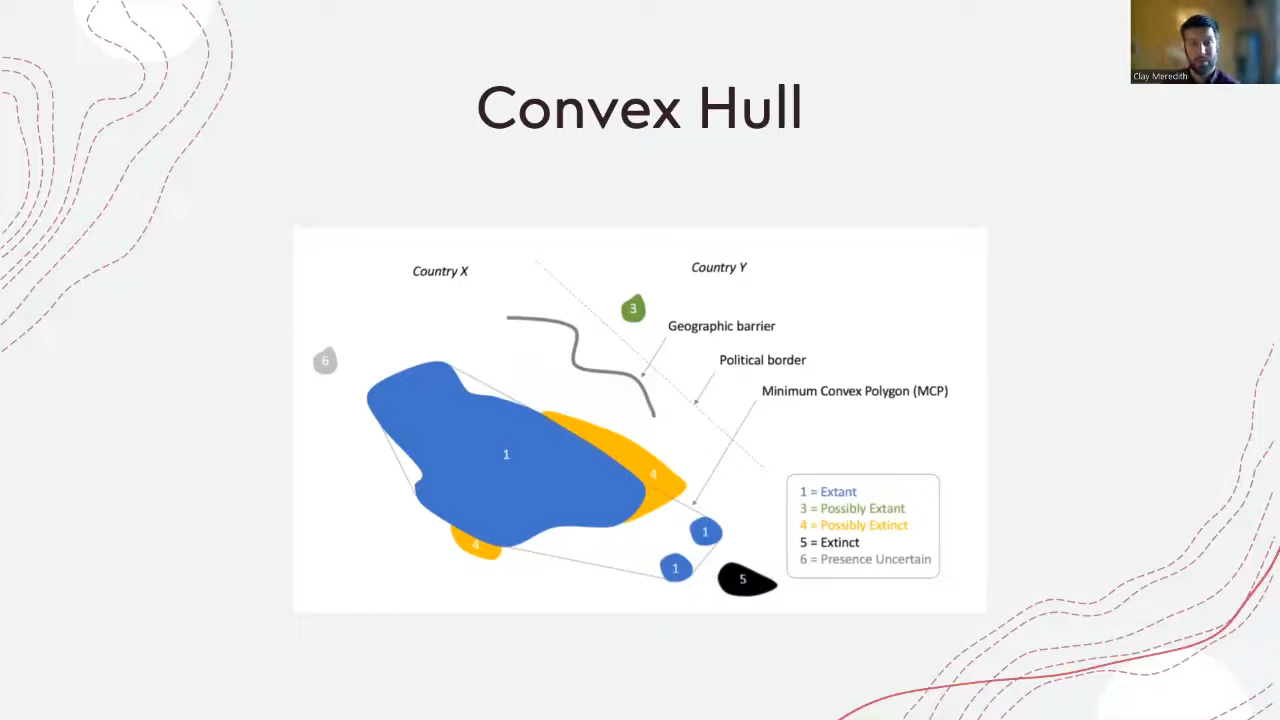 Clay Meredith
Convex Hull
Country X
Country Y
3
Geographic barrier
6
Political border
Minimum Convex Polygon (MCP)
1
4
1 = Extant
3 = Possibly Extant
4 = Possibly Extinct
5 = Extinct
6 = Presence Uncertain
1
4
1
5